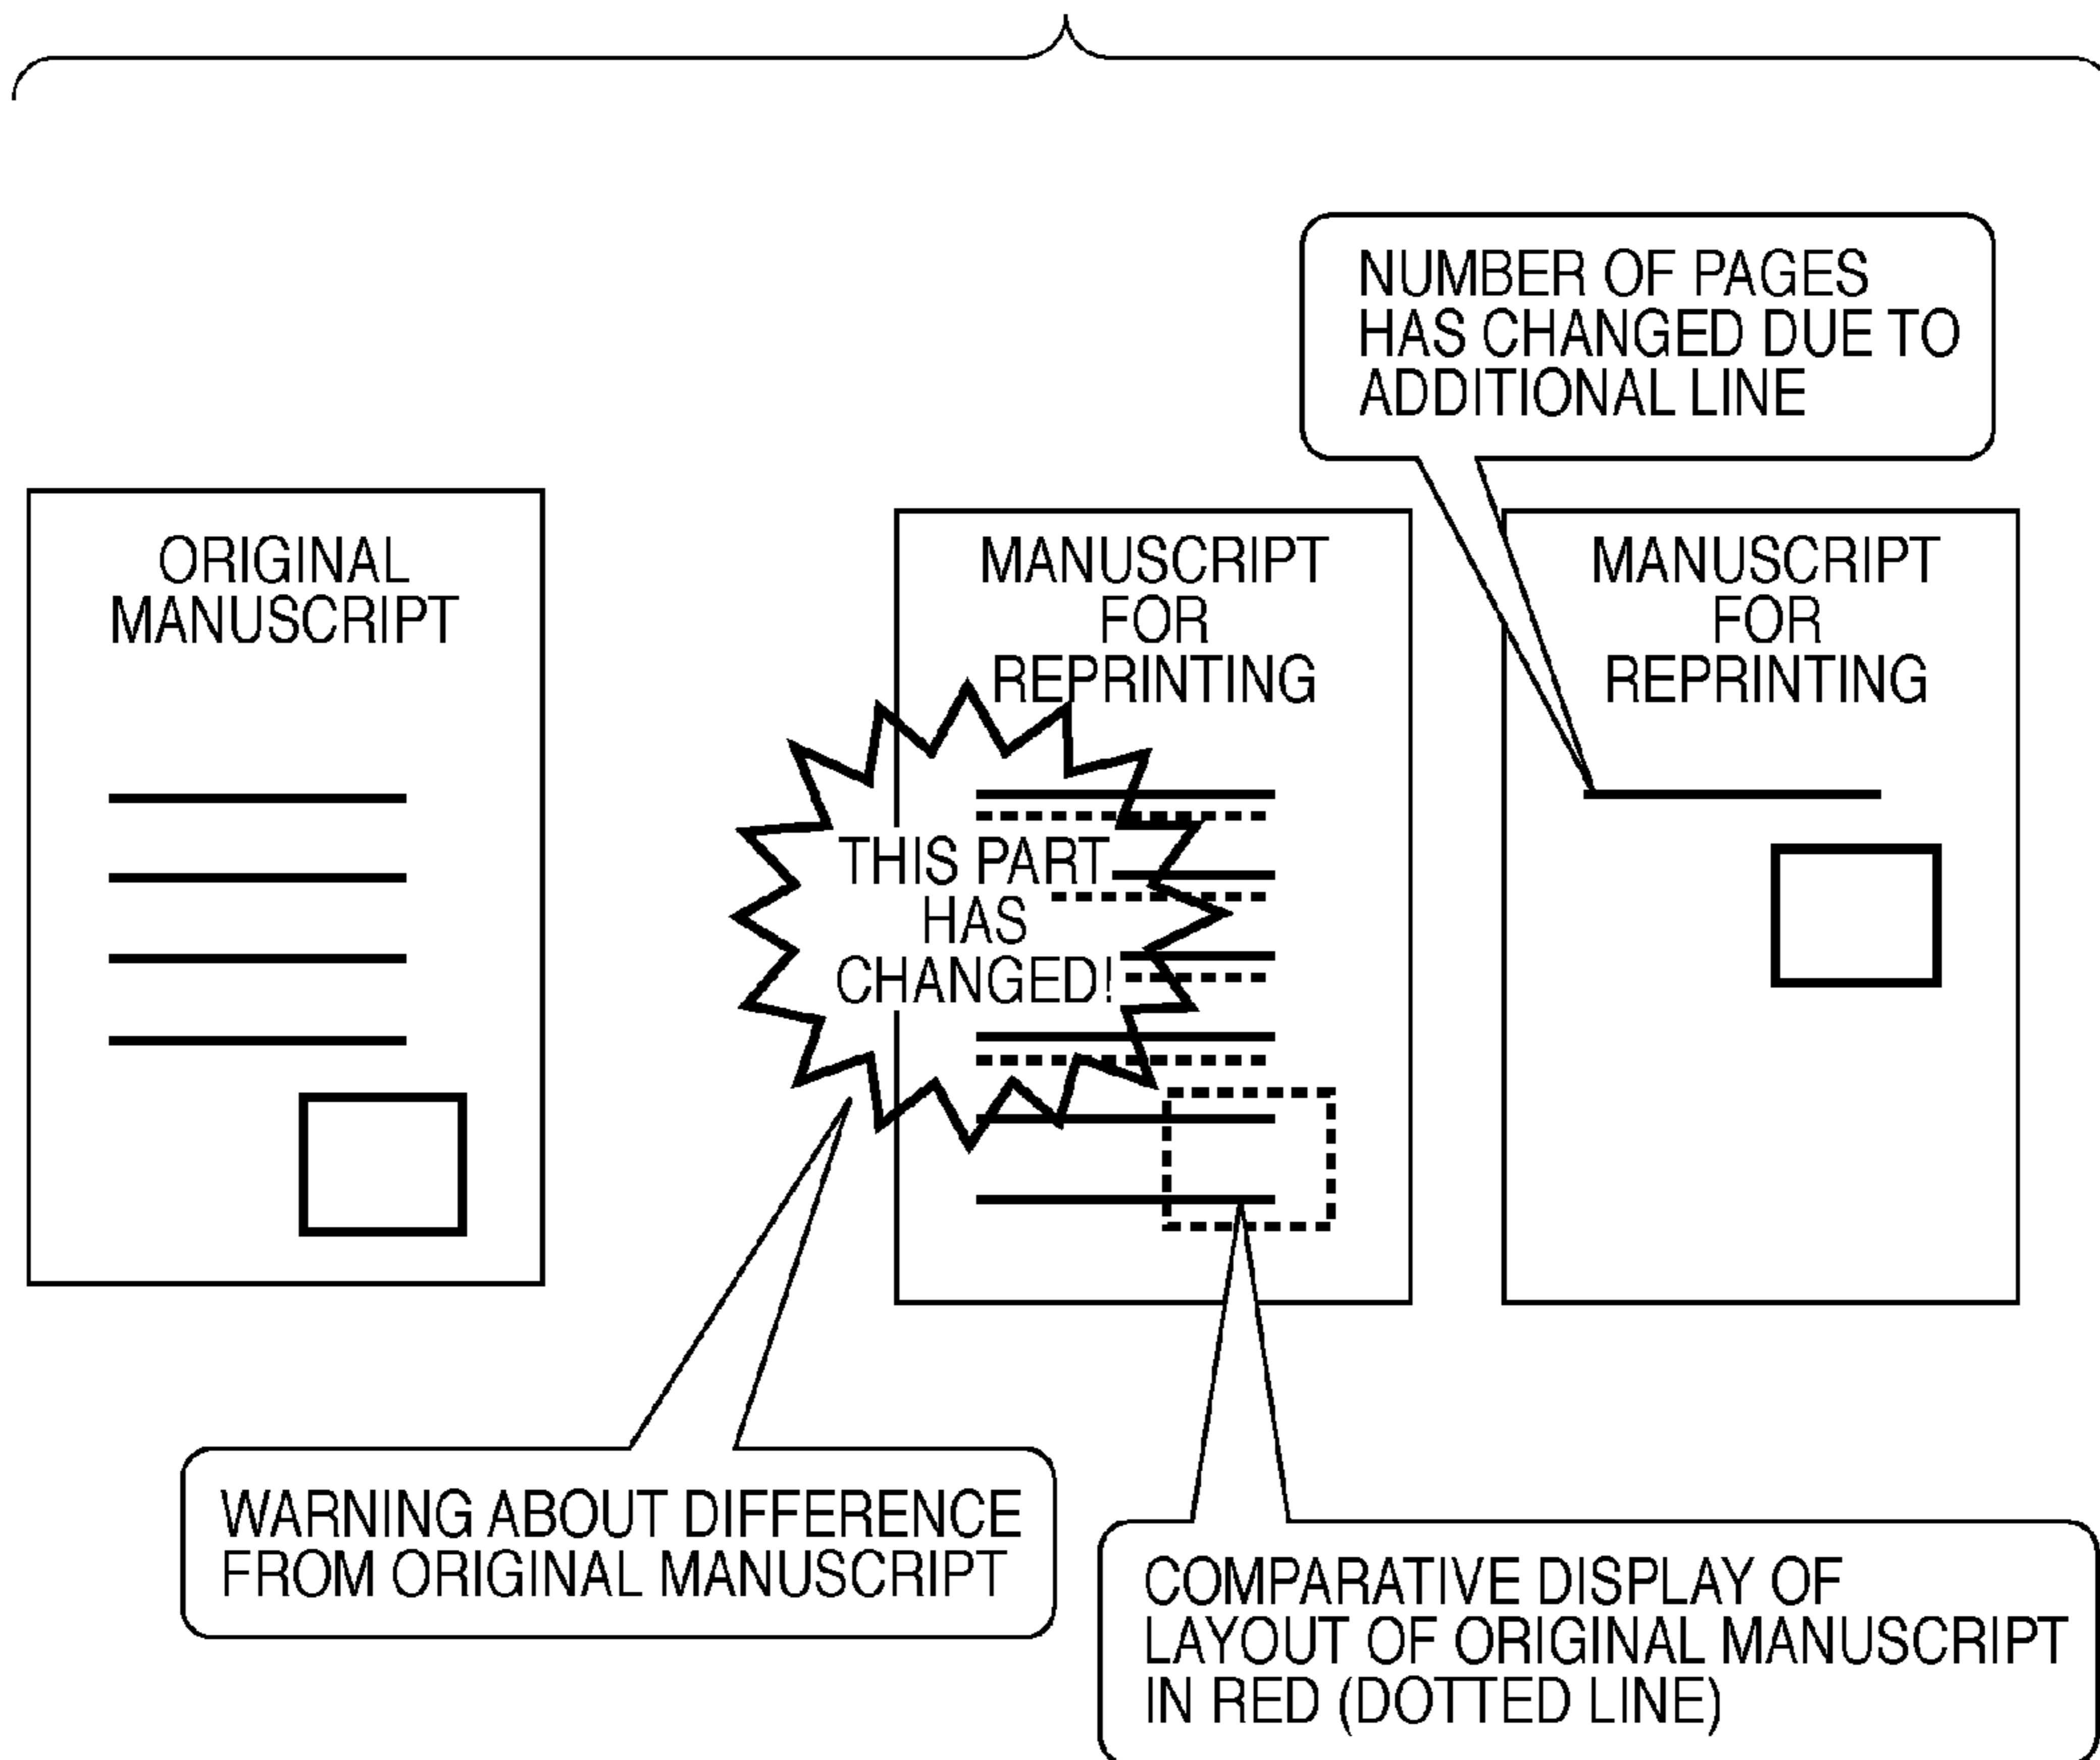 NUMBER OF PAGES
HAS CHANGED DUE TO
ADDITIONAL LINE
ORIGINAL
MANUSCRIPT
MANUSCRIPT
FOR
REPRINTING
MANUSCRIPT
FOR
REPRINTING
THIS PART
HAS
CHANGED!
WARNING ABOUT DIFFERENCE
FROM ORIGINAL MANUSCRIPT
COMPARATIVE DISPLAY OF
LAYOUT OF ORIGINAL MANUSCRIPT
IN RED (DOTTED LINE)